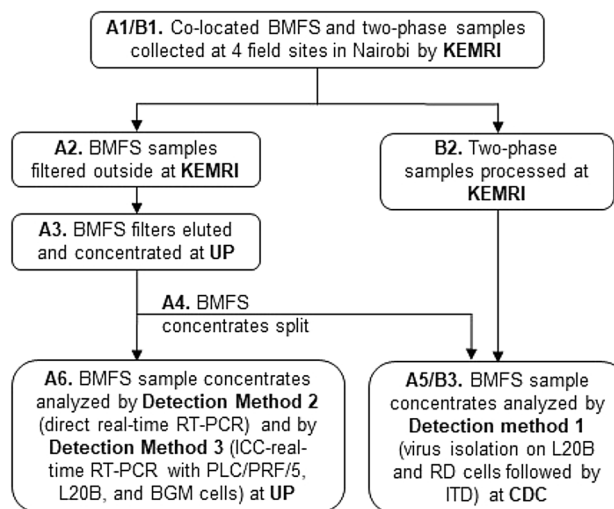 A1/B1. Co-located BMFS and two-phase samples
collected at 4 field sites in Nairobi by KEMRI
A2. BMFS samples
filtered outside at KEMRI
B2. Two-phase
samples processed at
KEMRI
A3. BMFS filters eluted
and concentrated at UP
A4. BMFS
concentrates split
A6. BMFS sample concentrates
analyzed by Detection Method 2
(direct real-time RT-PCR) and by
Detection Method 3 (ICC-real-
time RT-PCR with PLC/PRF/5,
L20B, and BGM cells) at UP
A5/B3. BMFS sample
concentrates analyzed by
Detection method 1
(virus isolation on L20B
and RD cells followed by
ITD) at CDC